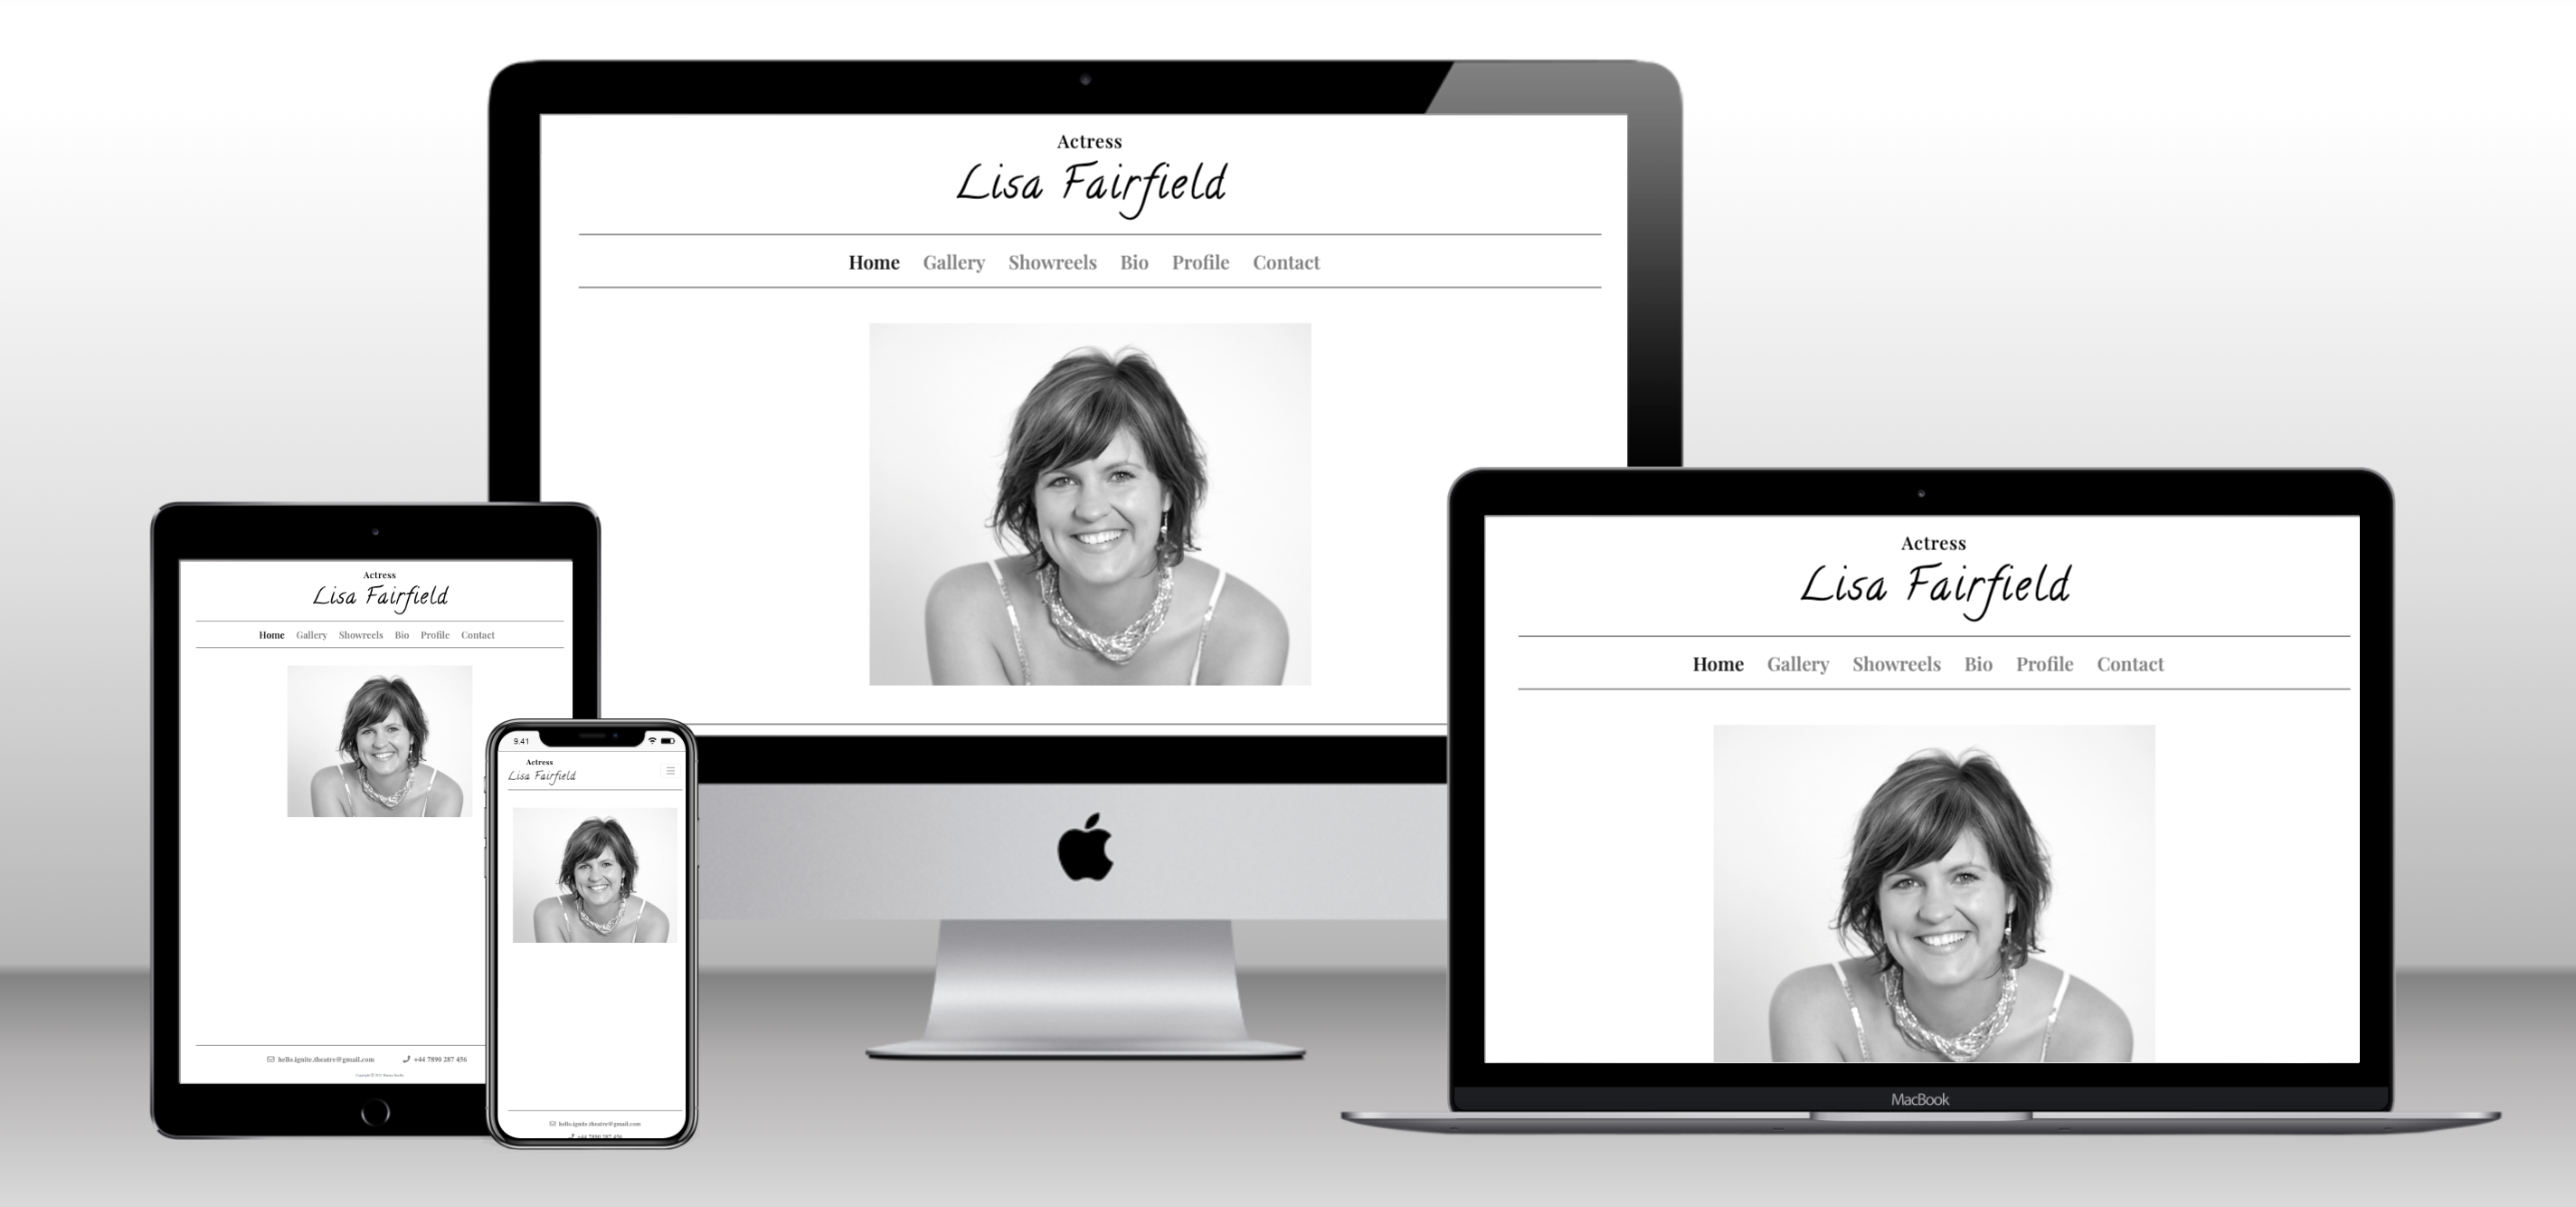 Actress
Lisa Fairfield
Home Gallery Showreels Bio Profile Contact
Actress
Lisa Fairfield
Home Gallery Showreels Bio Profile Contact
hello.ignite.theatre@gmail.com +44 7890 287 456
9.41
Actress
Lisa Fairfield
hello.ignite.theatre@gmail.com
+44 7890 287 456
Actress
Lisa Fairfield
Home Gallery Showreels Bio Profile Contact
MacBook